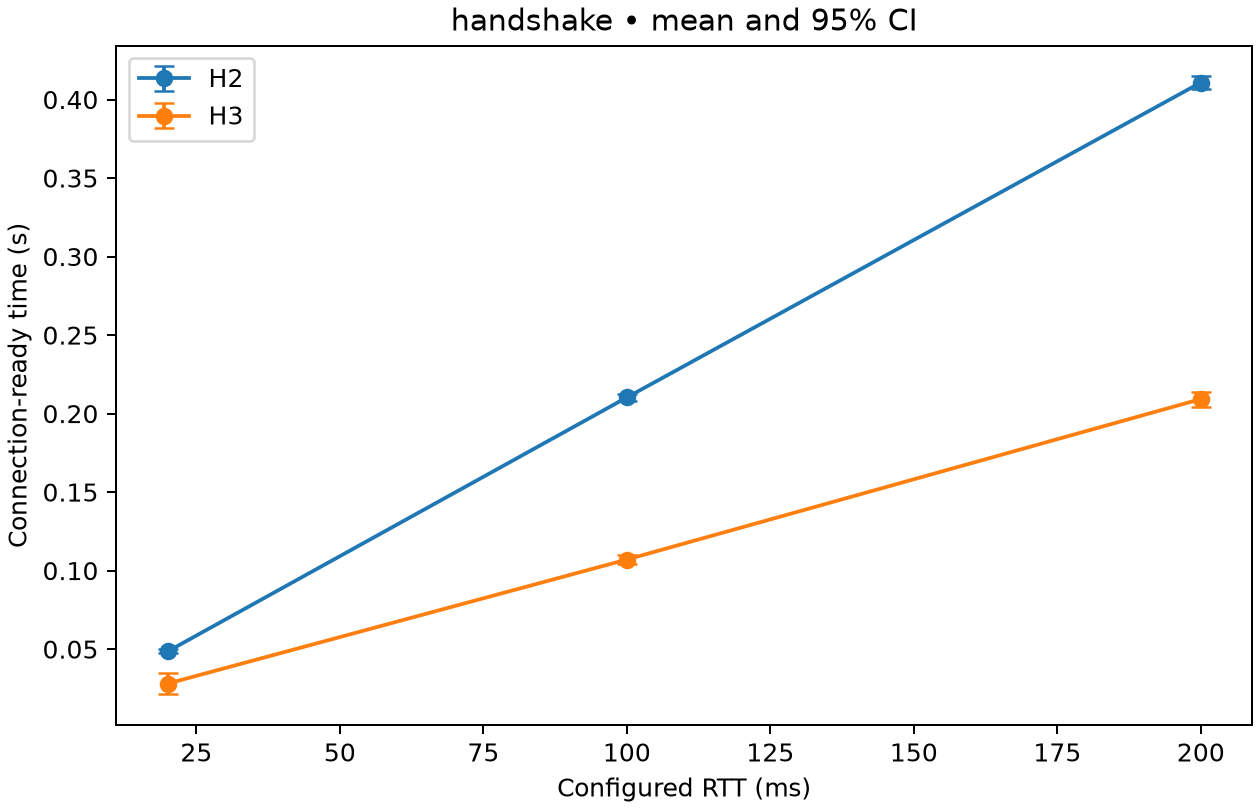 handshake • mean and 95% CI
H2
H3
Connection-ready time (s)
0.40
0.35
0.30
0.25
0.20
0.15
0.10
0.05
25 50 75 100 125 150 175 200
Configured RTT (ms)